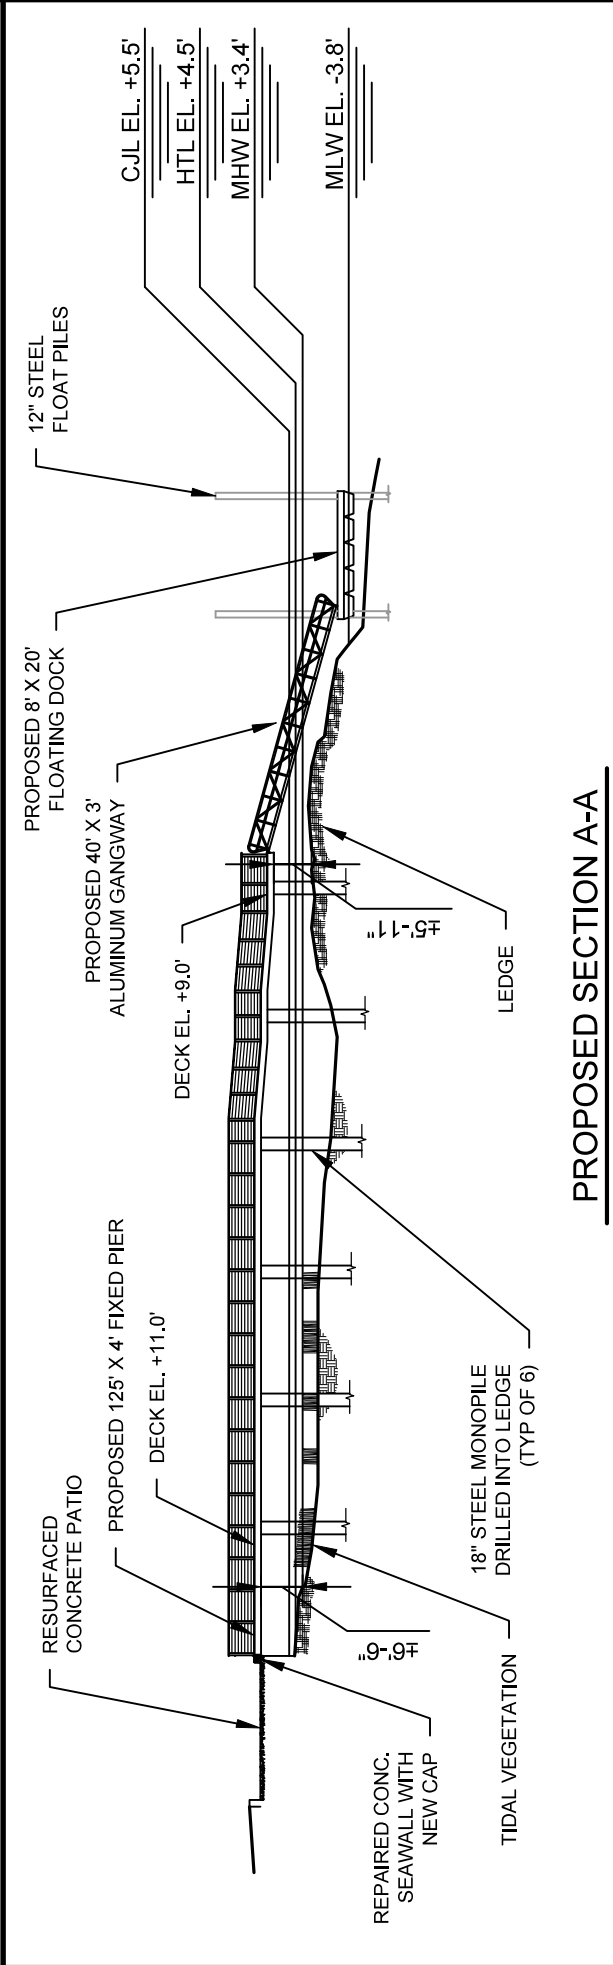 RESURFACED
CONCRETE PATIO
PROPOSED 125' X 4' FIXED PIER
DECK EL. +11.0'
DECK EL. +9.0'
PROPOSED 40' X 3'
ALUMINUM GANGWAY
PROPOSED 8' X 20'
FLOATING DOCK
12" STEEL
FLOAT PILES
CJL EL. +5.5'
HTL EL. +4.5'
MHW EL. +3.4'
MLW EL. -3.8'
REPAIRED CONC.
SEAWALL WITH
NEW CAP
±6'-6"
TIDAL VEGETATION
18" STEEL MONOPILE
DRILLED INTO LEDGE
(TYP OF 6)
±5'-11"
LEDGE
PROPOSED SECTION A-A